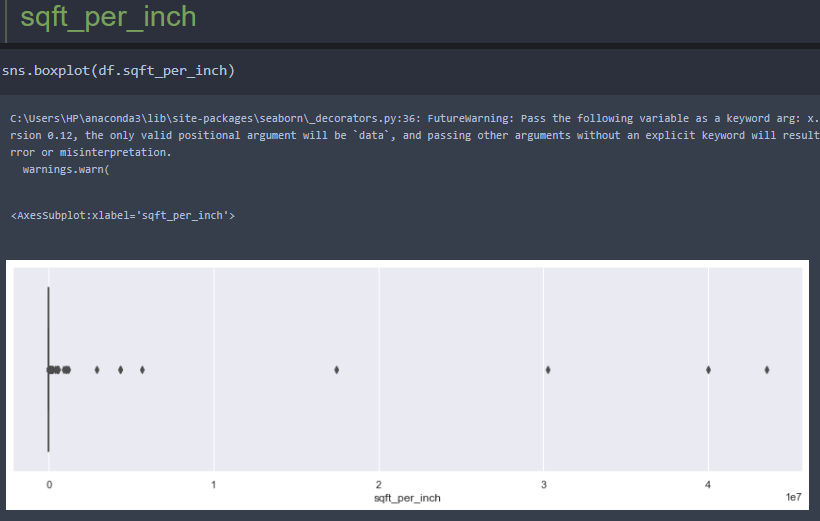 sqft_per_inch
sns.boxplot(df.sqft_per_inch)
C:\Users\HP\anaconda3\lib\site-packages\seaborn\_decorators.py:36: FutureWarning: Pass the following variable as a keyword arg: x.
rsion 0.12, the only valid positional argument will be `data`, and passing other arguments without an explicit keyword will result
rror or misinterpretation.
warnings.warn(
<AxesSubplot:xlabel='sqft_per_inch'>
0 1 2 3 4
sqft_per_inch
1e7